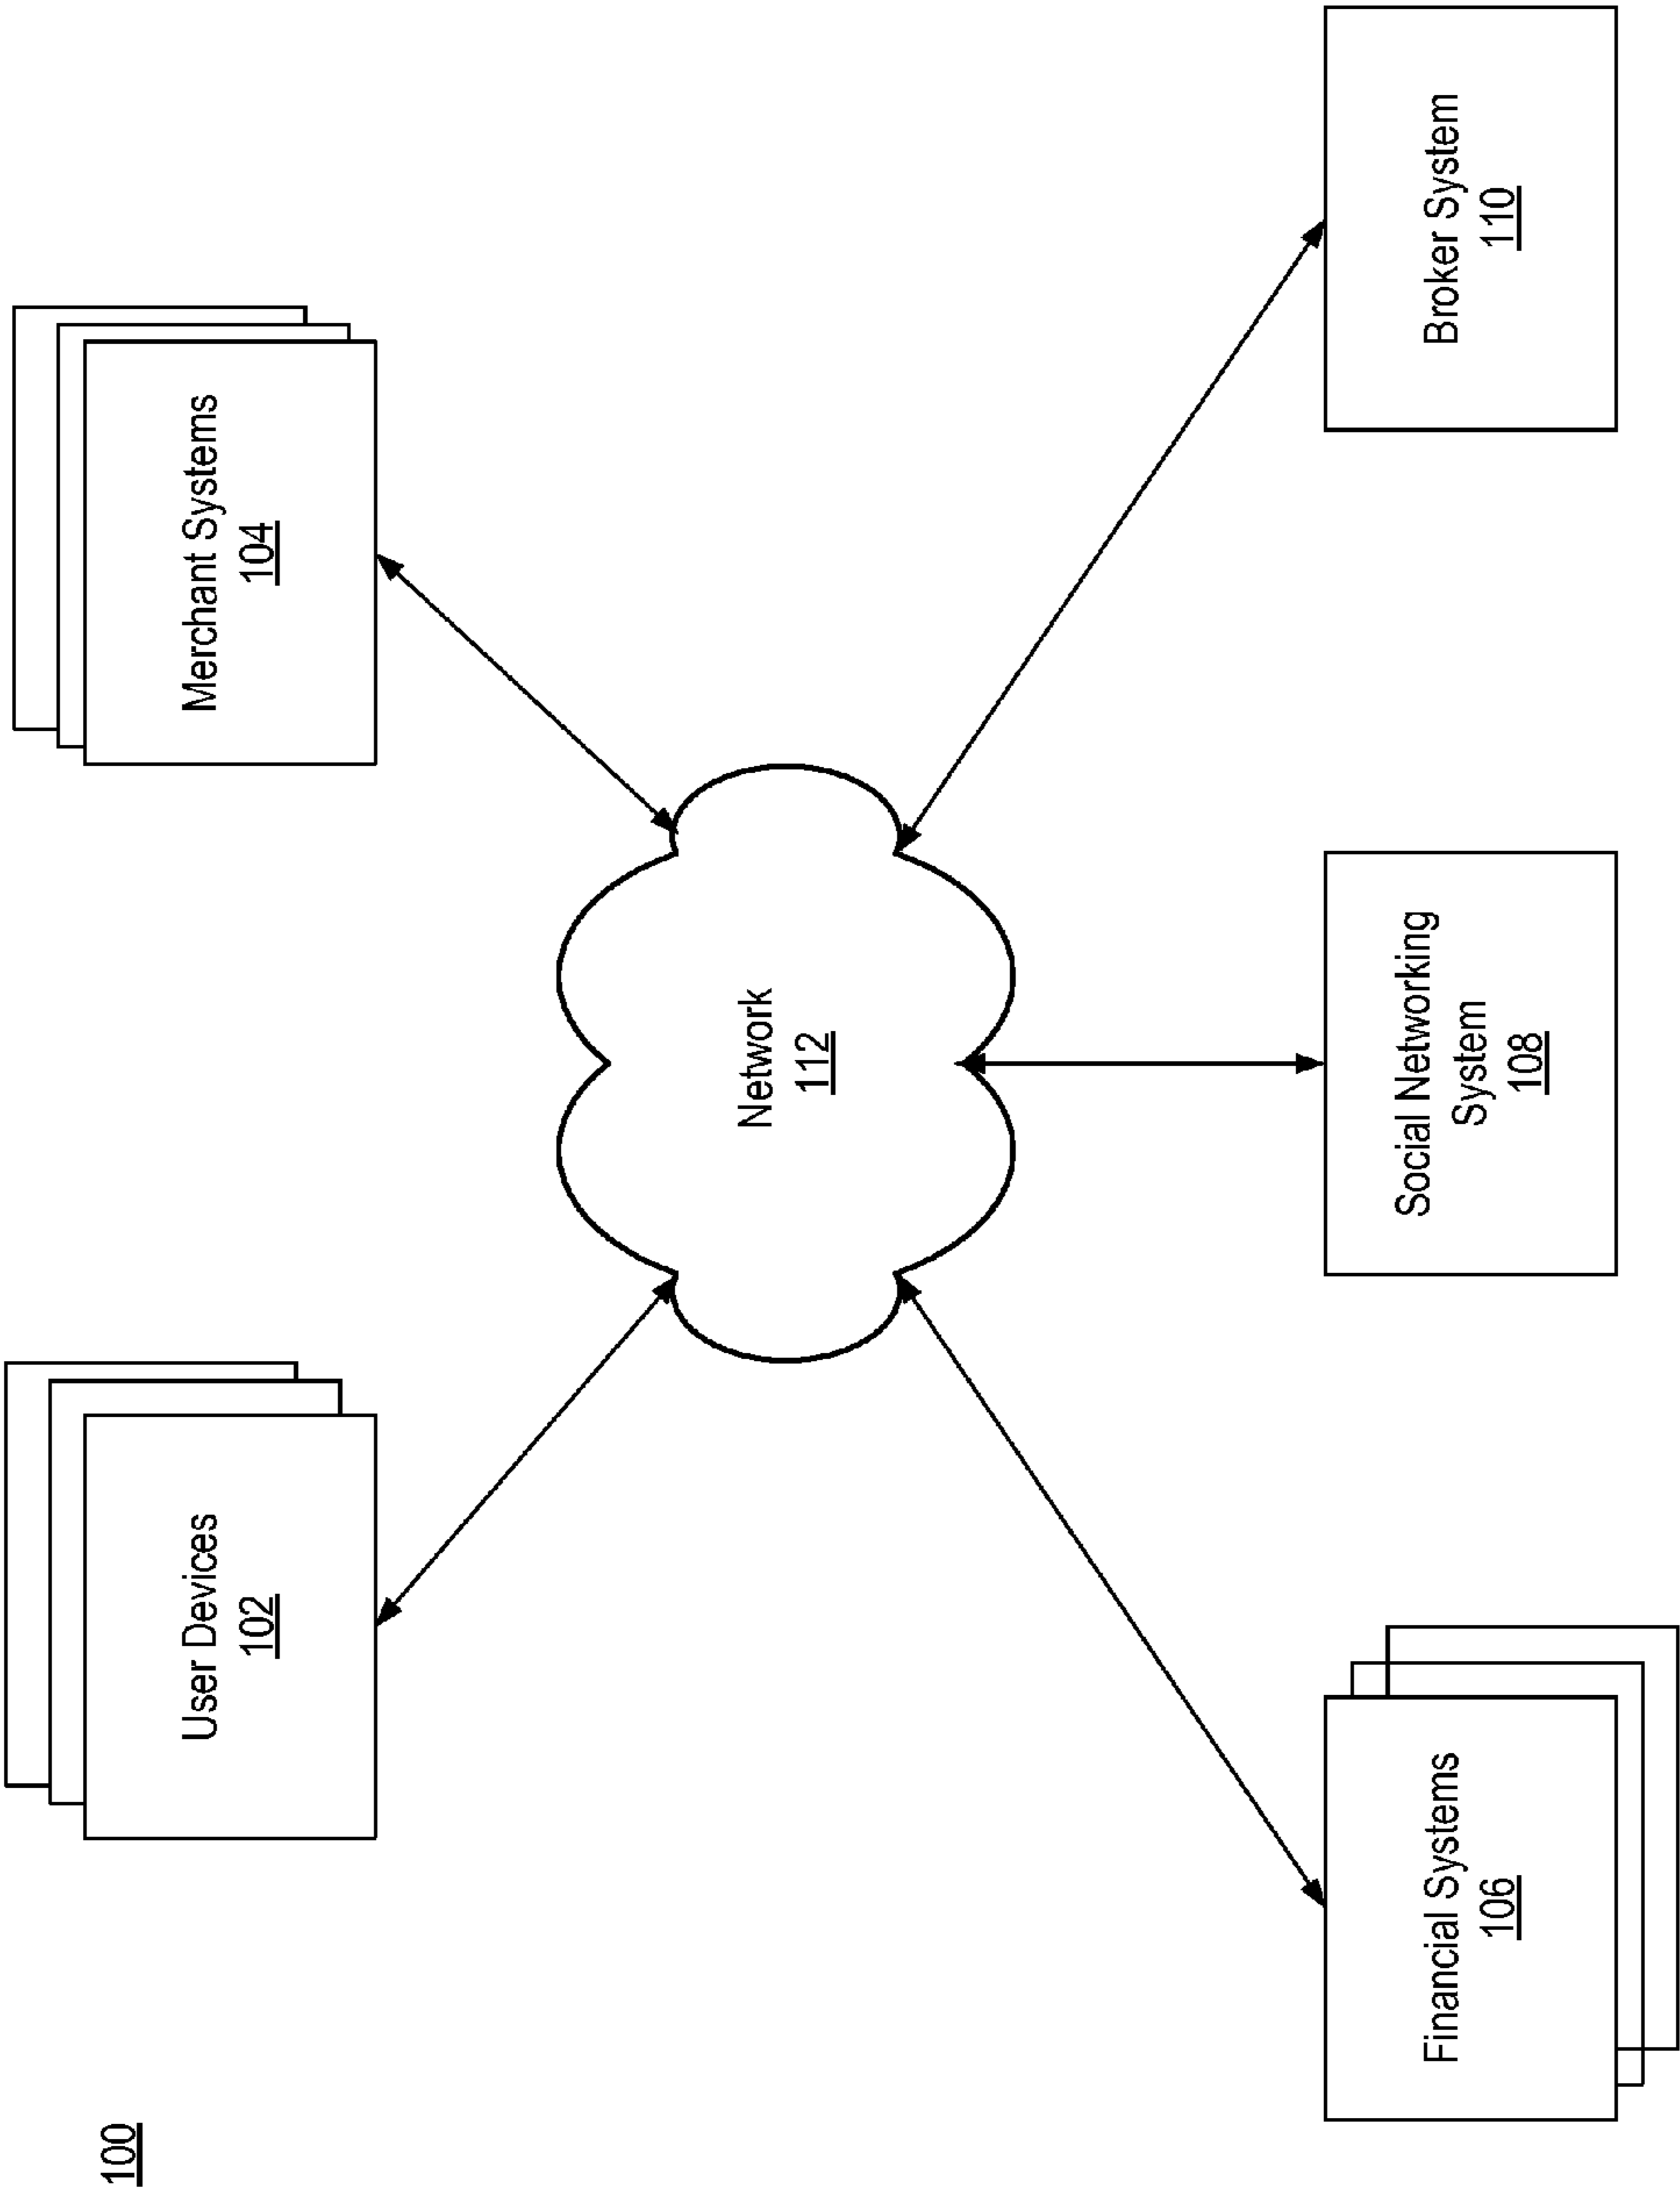 100
User Devices
102
Merchant Systems
104
Network
112
Financial Systems
106
Social Networking
System
108
Broker System
110